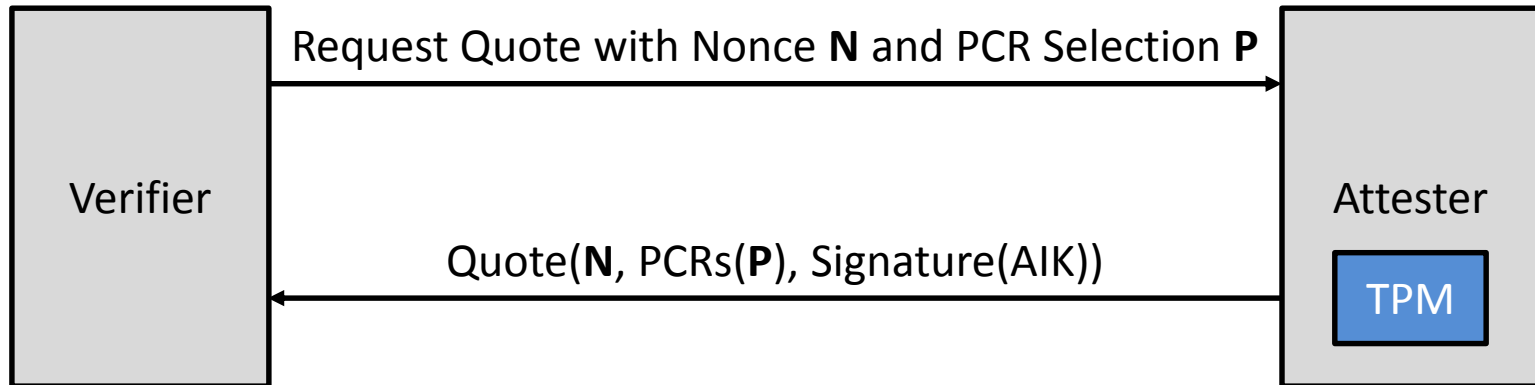 Request Quote with Nonce N and PCR Selection P
Verifier
Attester
Quote(N, PCRs(P), Signature(AIK))
TPM